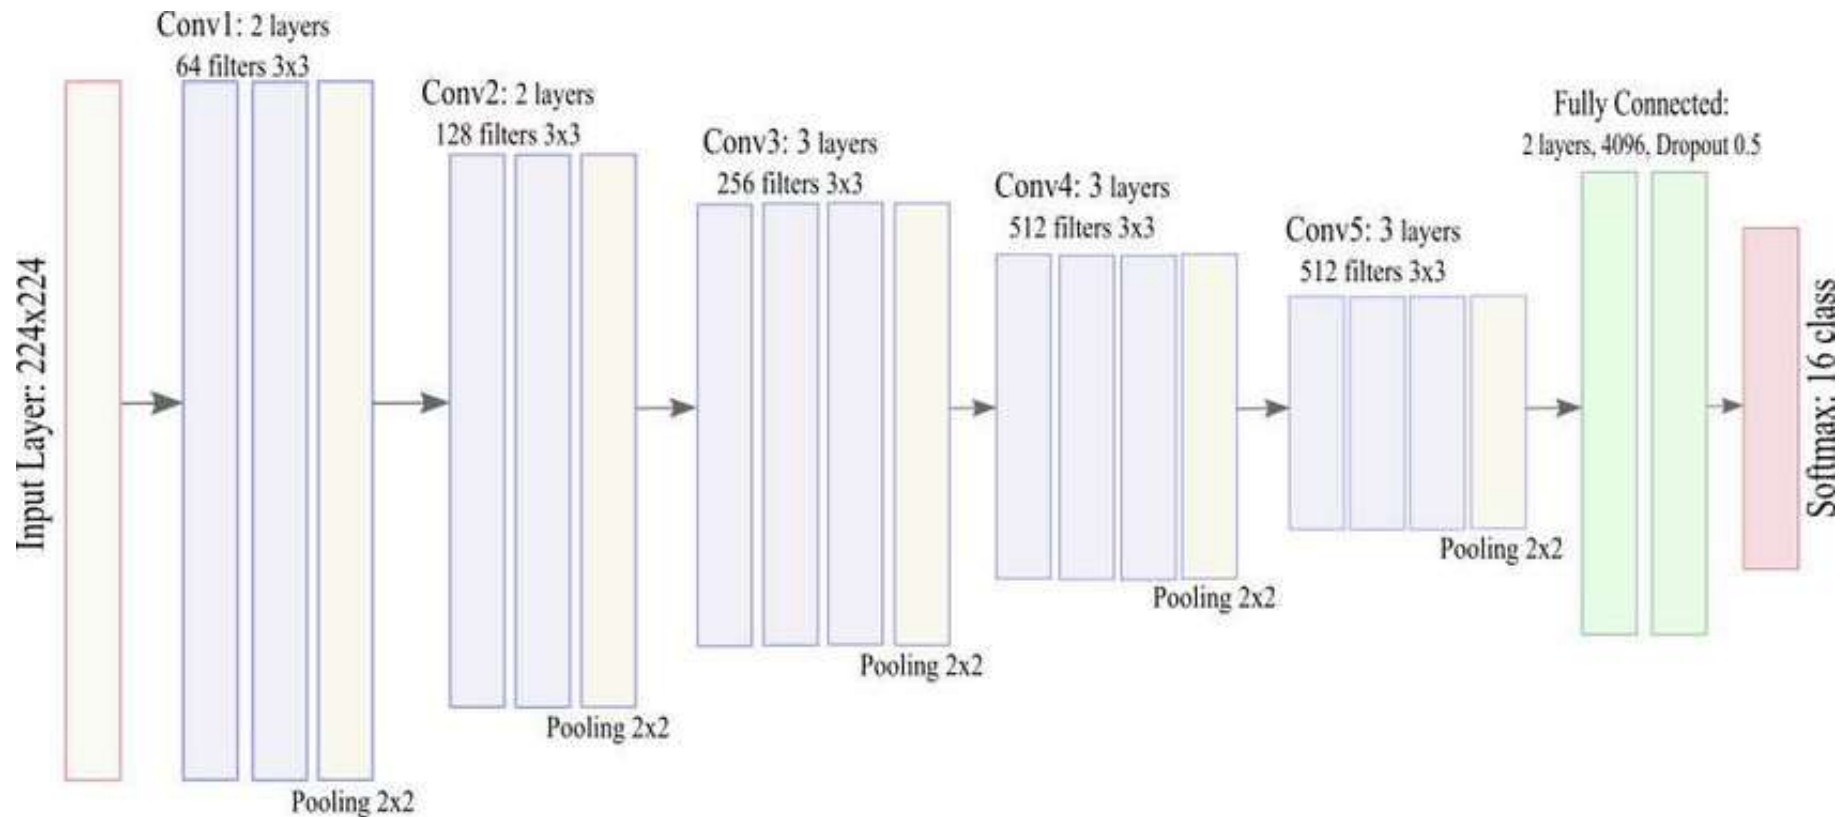 Input Layer: 224x224
Conv1: 2 layers
64 filters 3x3
Pooling 2x2
Conv2: 2 layers
128 filters 3x3
Pooling 2x2
Conv3: 3 layers
256 filters 3x3
Pooling 2x2
Conv4: 3 layers
512 filters 3x3
Pooling 2x2
Conv5: 3 layers
512 filters 3x3
Pooling 2x2
Fully Connected:
2 layers, 4096, Dropout 0.5
Softmax: 16 class